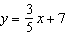 y = 3/5 x + 7